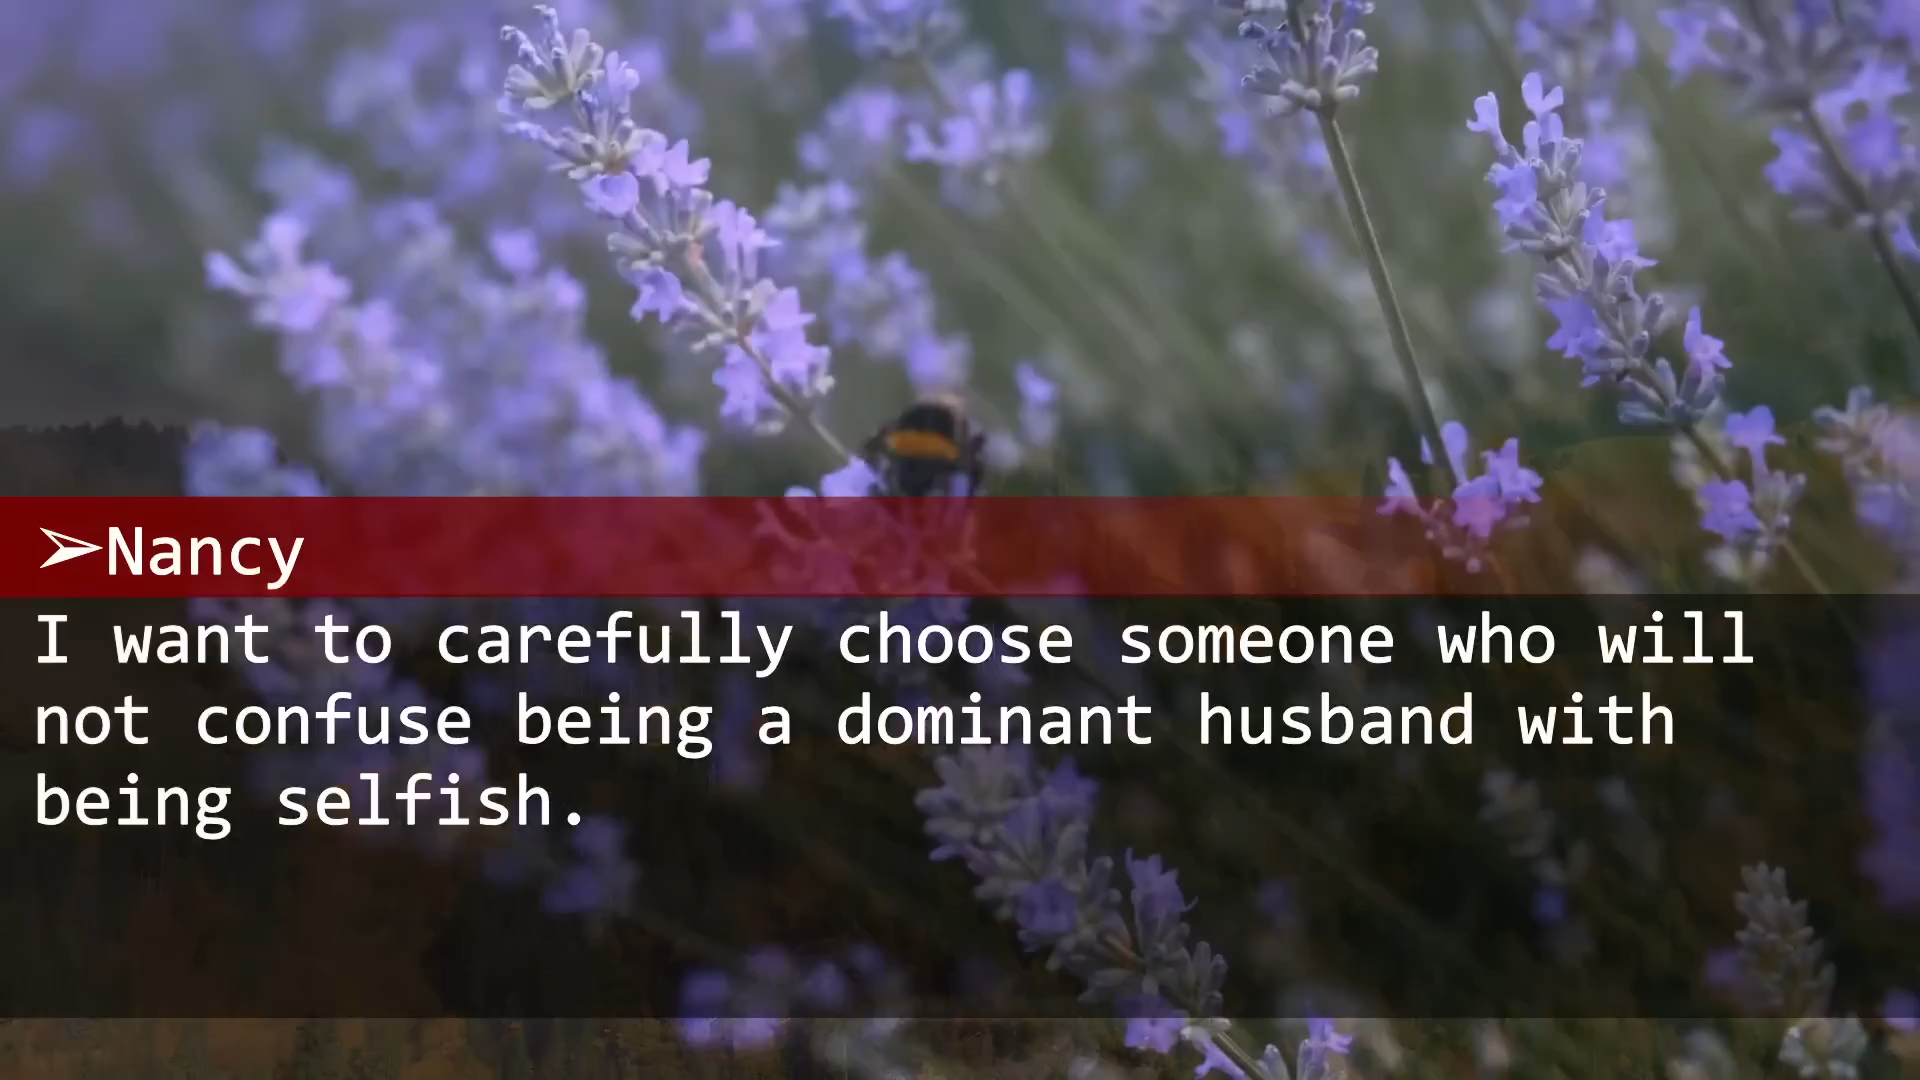 ➢Nancy
I want to carefully choose someone who will
not confuse being a dominant husband with
being selfish.